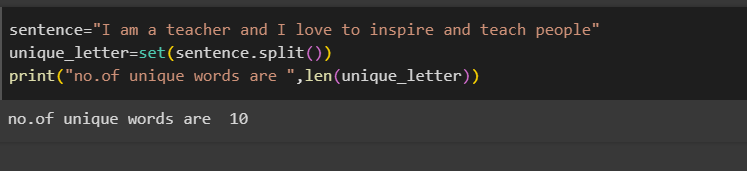 sentence="I am a teacher and I love to inspire and teach people"
unique_letter=set(sentence.split())
print("no.of unique words are ",len(unique_letter))
no.of unique words are  10